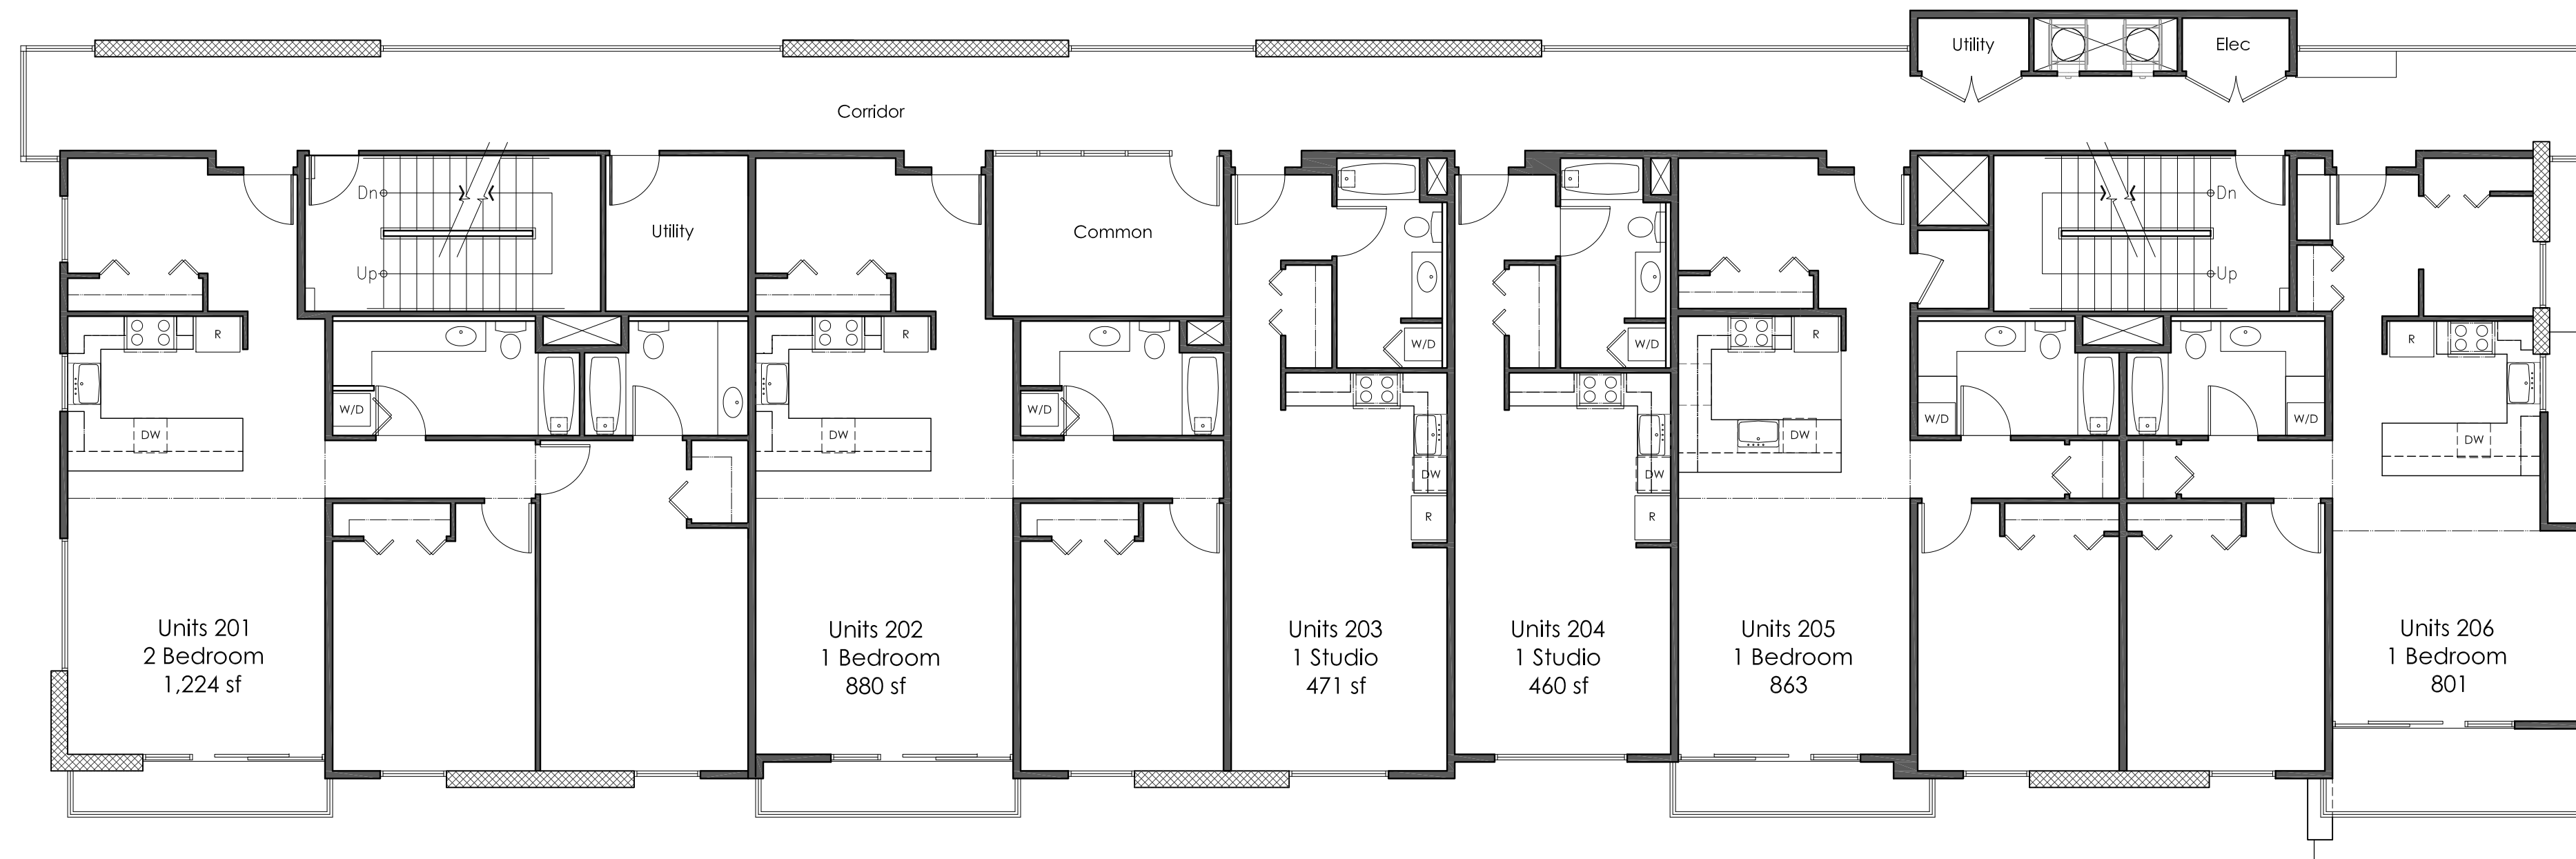 Utility
Elec
Corridor
Dn
Up
Utility
Common
Dn
Up
R
R
R
R
W/D
W/D
W/D
W/D
W/D
W/D
DW
DW
DW
DW
DW
DW
R
R
Units 201
2 Bedroom
1,224 sf
Units 202
1 Bedroom
880 sf
Units 203
1 Studio
471 sf
Units 204
1 Studio
460 sf
Units 205
1 Bedroom
863
Units 206
1 Bedroom
801